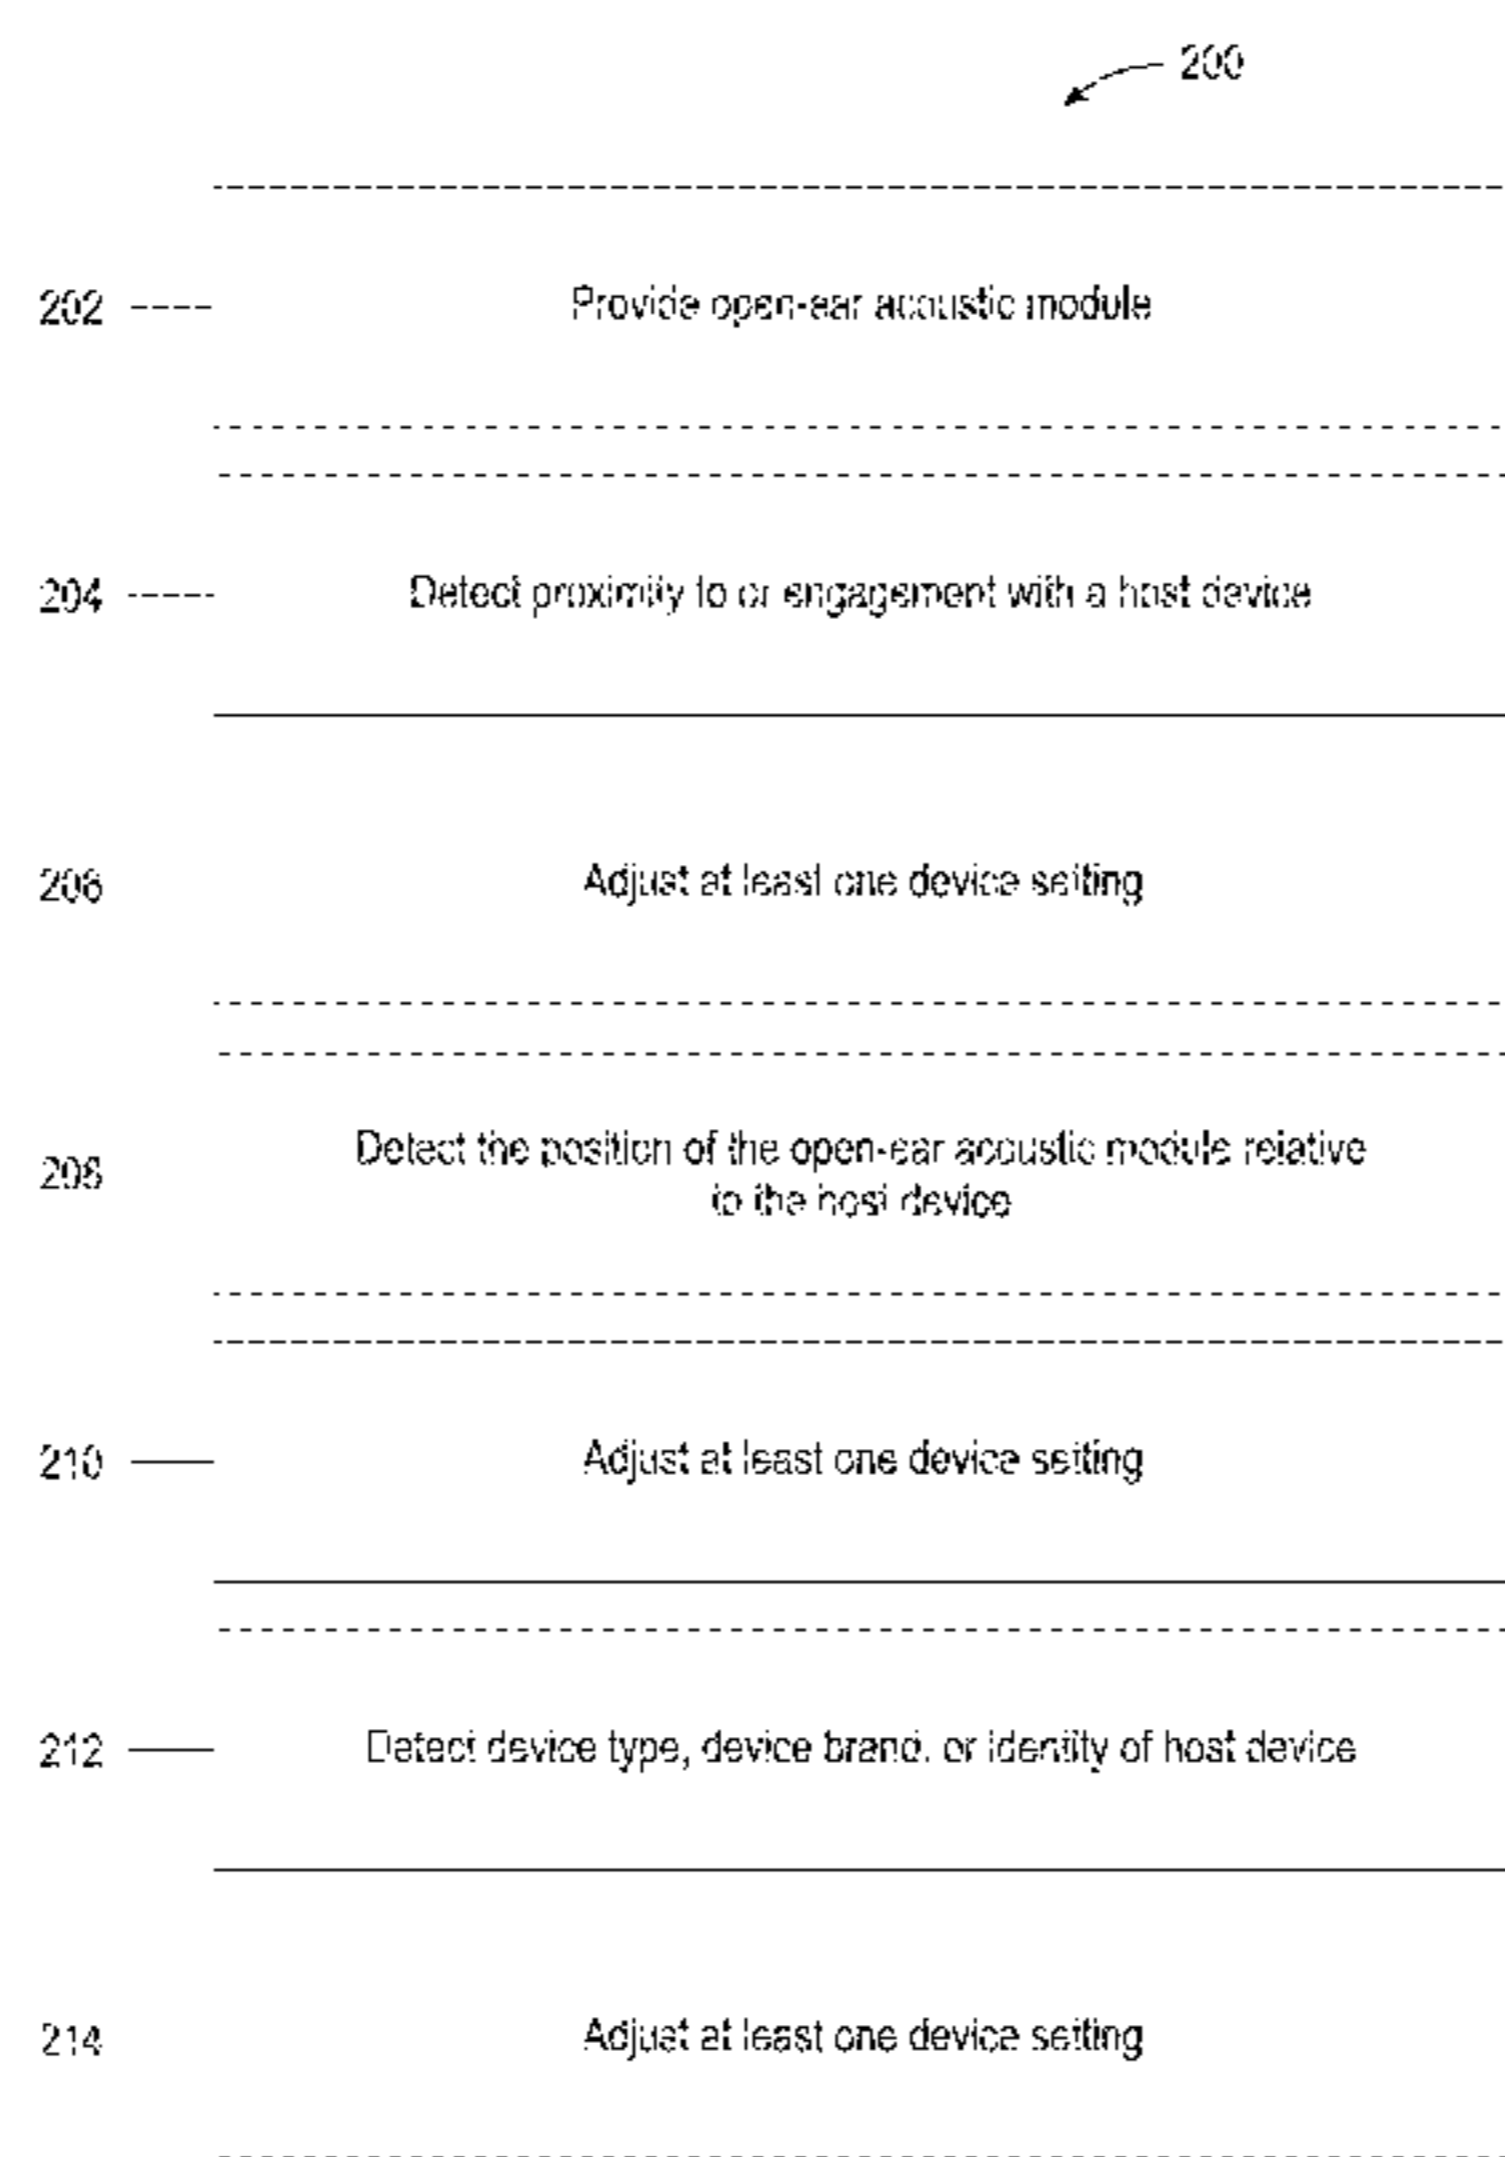 200
202 Provide open-ear acoustic module
204 Detect proximity to or engagement with a host device
206 Adjust at least one device setting
208 Detect the position of the open-ear acoustic module relative
to the host device
210 Adjust at least one device setting
212 Detect device type, device brand, or identity of host device
214 Adjust at least one device setting